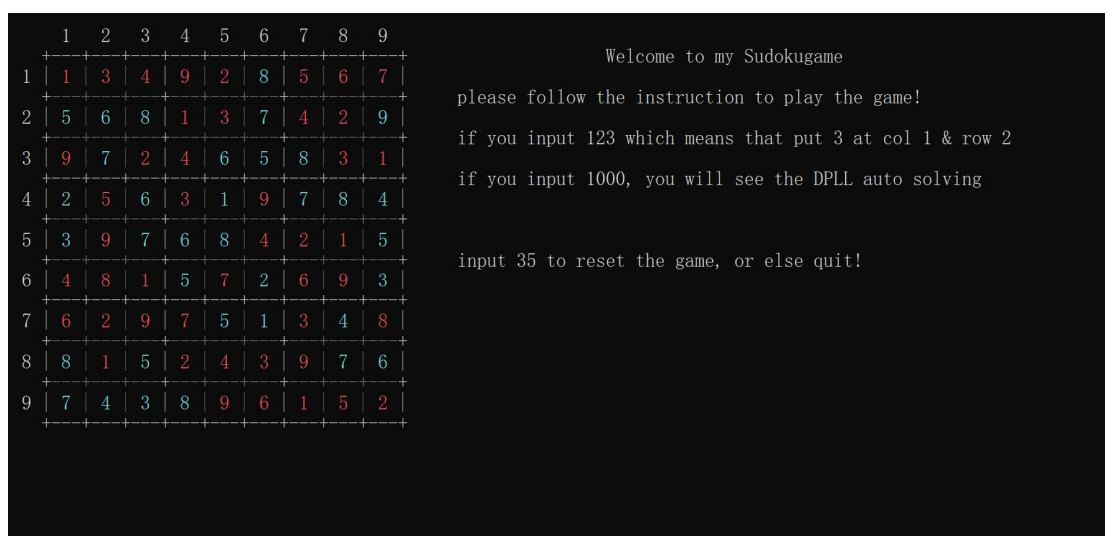 1 2 3 4 5 6 7 8 9
Welcome to my Sudokugame
1 | 1 | 3 | 4 | 9 | 2 | 8 | 5 | 6 | 7 |
please follow the instruction to play the game!
2 | 5 | 6 | 8 | 1 | 3 | 7 | 4 | 2 | 9 |
if you input 123 which means that put 3 at col 1 & row 2
3 | 9 | 7 | 2 | 4 | 6 | 5 | 8 | 3 | 1 |
if you input 1000, you will see the DPLL auto solving
4 | 2 | 5 | 6 | 3 | 1 | 9 | 7 | 8 | 4 |
5 | 3 | 9 | 7 | 6 | 8 | 4 | 2 | 1 | 5 |
input 35 to reset the game, or else quit!
6 | 4 | 8 | 1 | 5 | 7 | 2 | 6 | 9 | 3 |
7 | 6 | 2 | 9 | 7 | 5 | 1 | 3 | 4 | 8 |
8 | 8 | 1 | 5 | 2 | 4 | 3 | 9 | 7 | 6 |
9 | 7 | 4 | 3 | 8 | 9 | 6 | 1 | 5 | 2 |